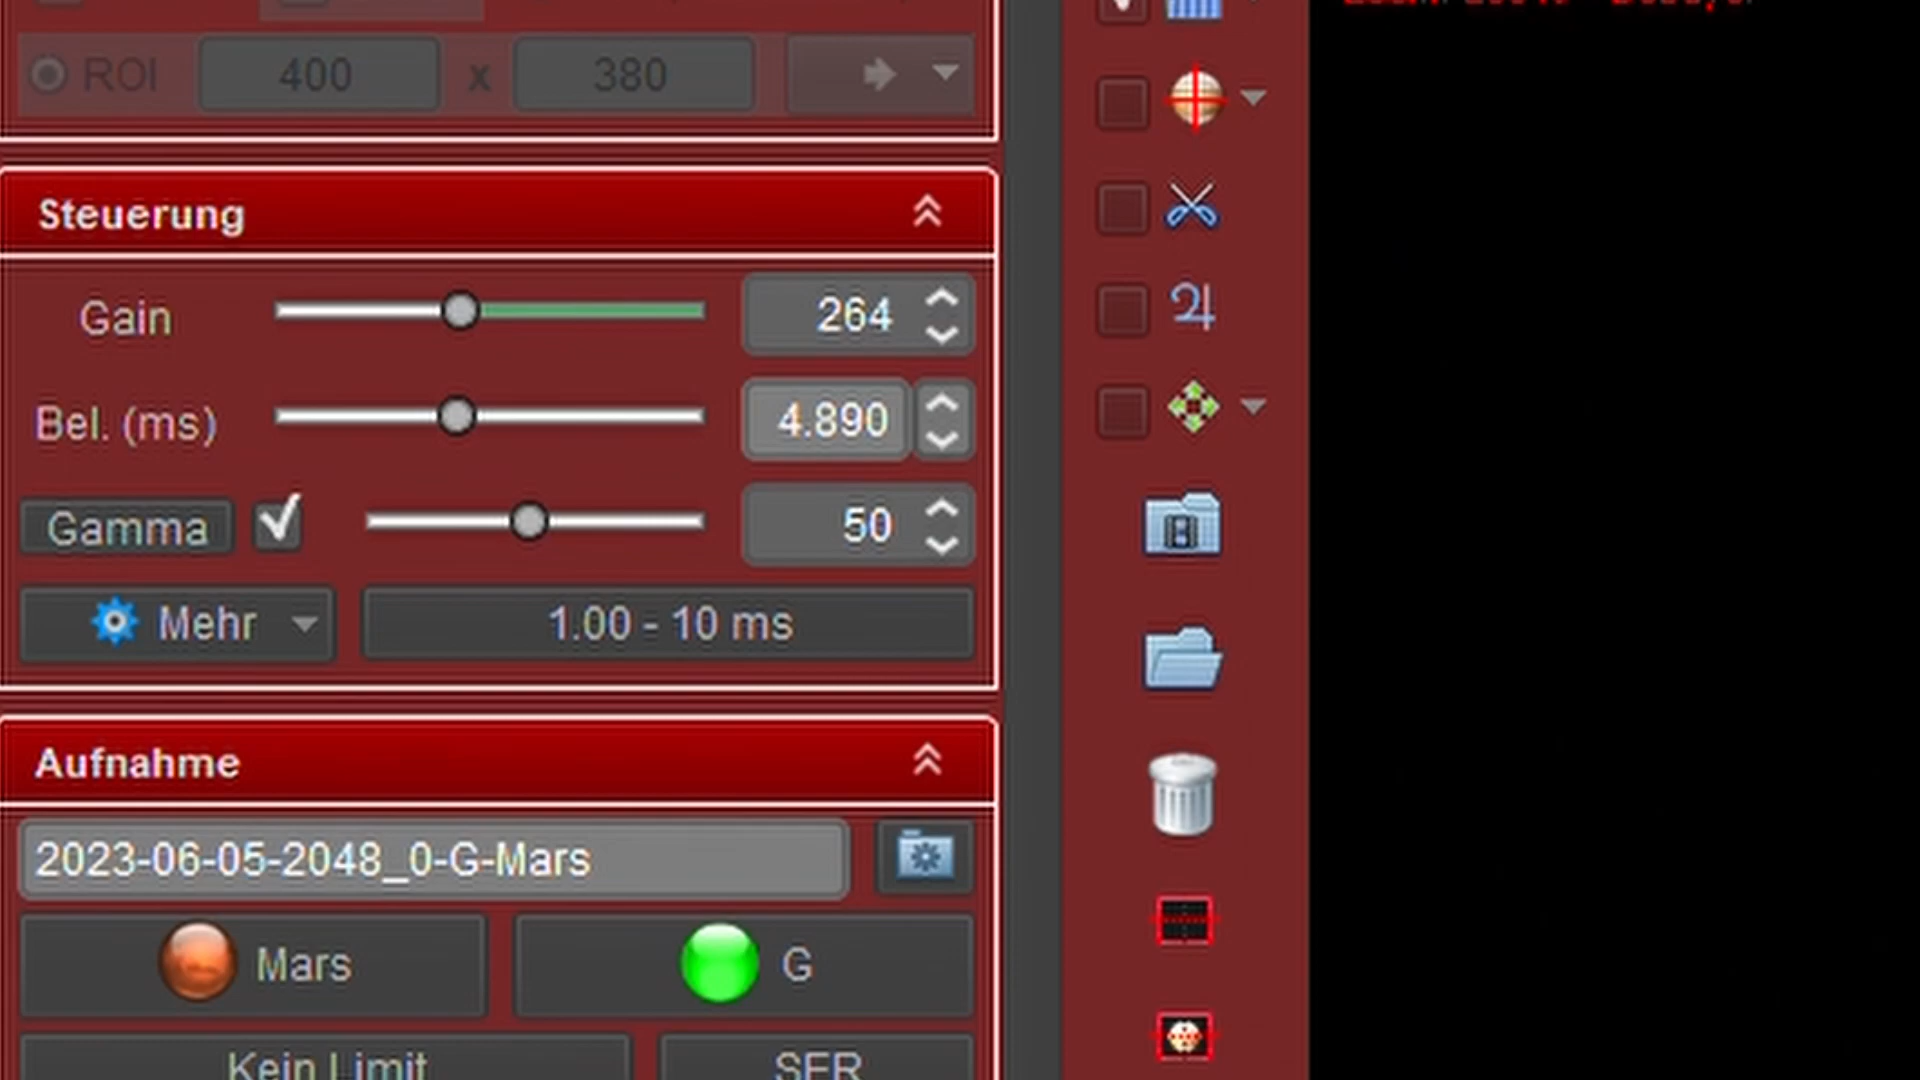 ROI 400 x 380
Steuerung
Gain 264
Bel. (ms) 4.890
Gamma 50
Mehr 1.00 - 10 ms
Aufnahme
2023-06-05-2048_0-G-Mars
Mars G
Kein Limit SER